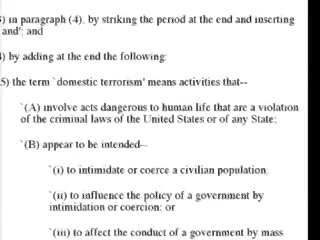 ) in paragraph (4), by striking the period at the end and inserting
and'; and
) by adding at the end the following:
5) the term `domestic terrorism' means activities that--
`(A) involve acts dangerous to human life that are a violation
of the criminal laws of the United States or of any State;
`(B) appear to be intended--
`(i) to intimidate or coerce a civilian population;
`(ii) to influence the policy of a government by
intimidation or coercion; or
`(iii) to affect the conduct of a government by mass